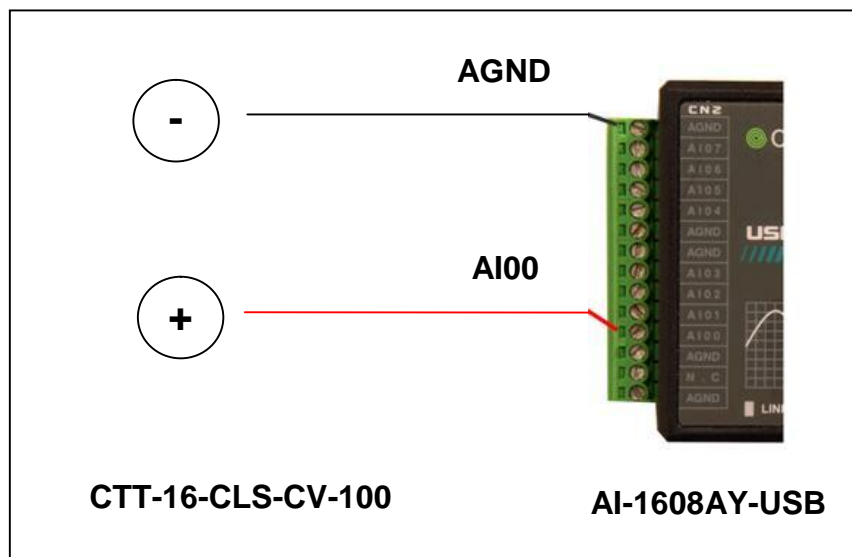 AGND
-
CN2
AGND
AI07
AI06
AI05
AI04
AGND
AGND
AI03
AI02
AI01
AI00
AGND
N.C
AGND
AI00
+
CTT-16-CLS-CV-100
AI-1608AY-USB